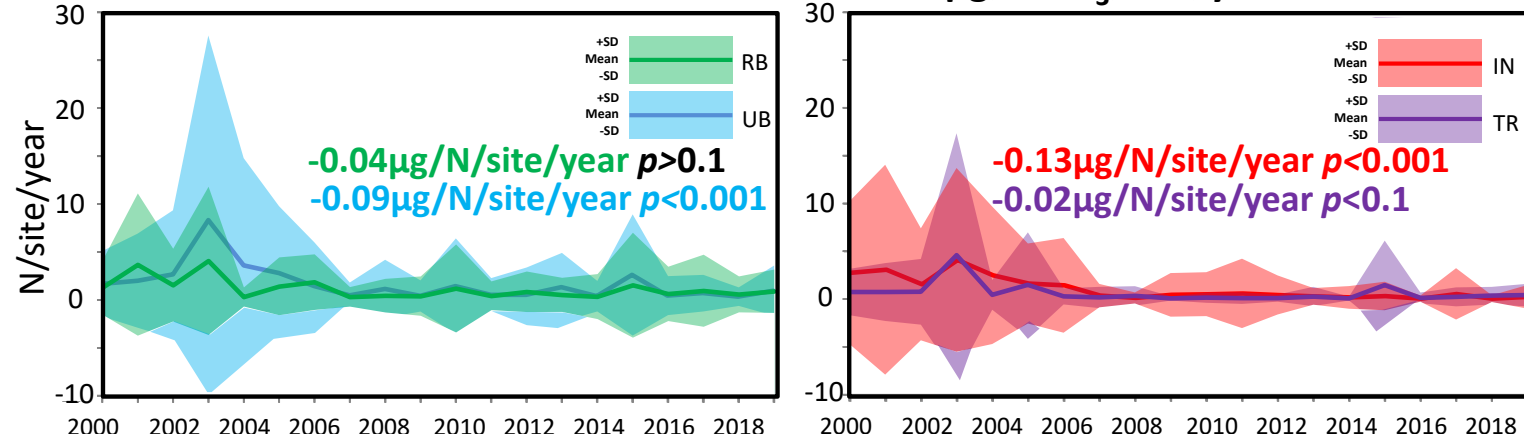 30
20
10
0
-10
N/site/year
+SD
Mean
-SD
RB
+SD
Mean
-SD
UB
-0.04µg/N/site/year p>0.1
-0.09µg/N/site/year p<0.001
2000 2002 2004 2006 2008 2010 2012 2014 2016 2018
30
20
10
0
-10
+SD
Mean
-SD
IN
+SD
Mean
-SD
TR
-0.13µg/N/site/year p<0.001
-0.02µg/N/site/year p<0.1
2000 2002 2004 2006 2008 2010 2012 2014 2016 2018